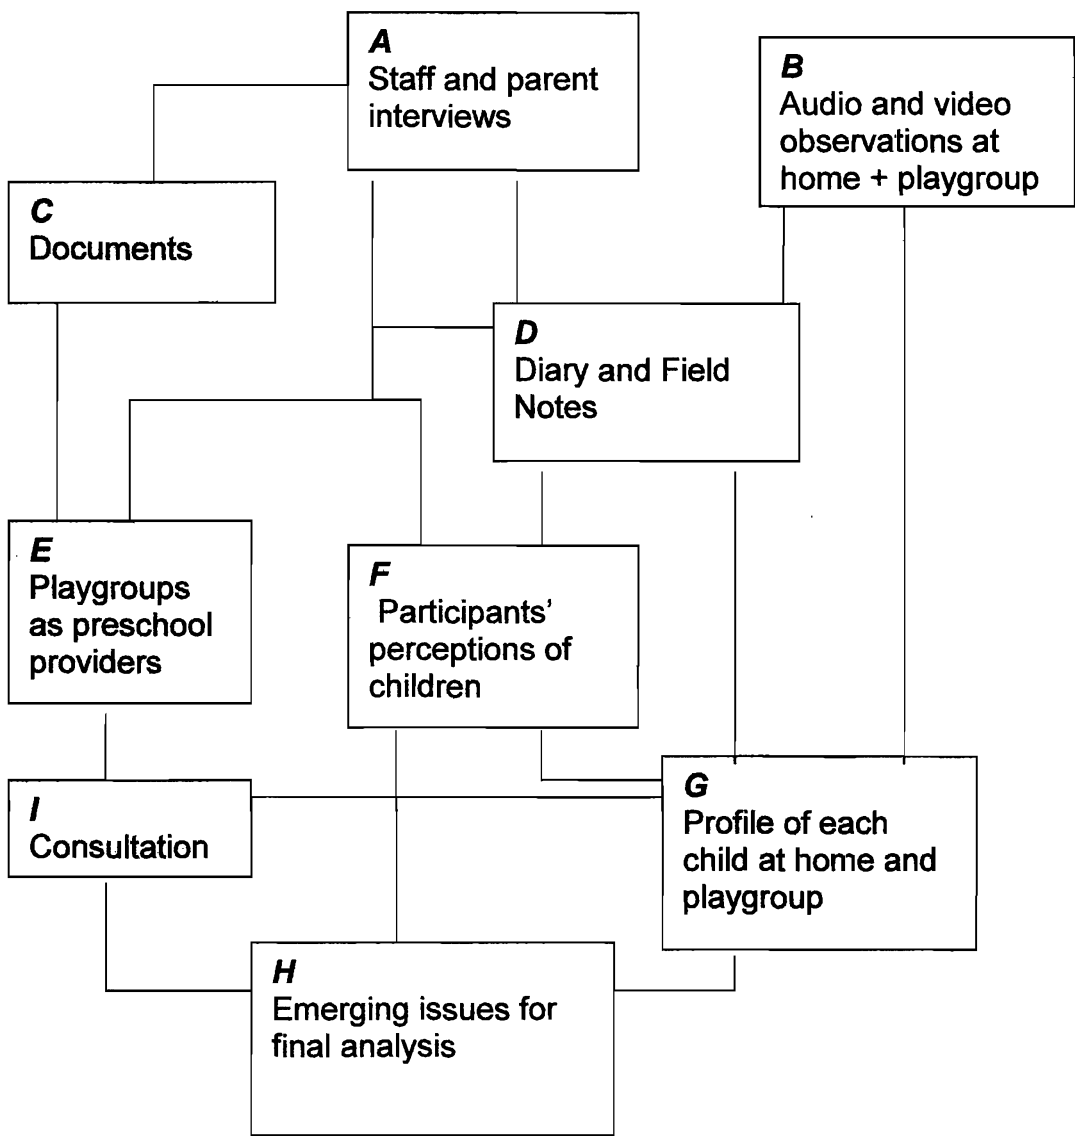 A
Staff and parent
interviews
B
Audio and video
observations at
home + playgroup
C
Documents
D
Diary and Field
Notes
E
Playgroups
as preschool
providers
F
Participants’
perceptions of
children
G
Profile of each
child at home and
playgroup
I
Consultation
H
Emerging issues for
final analysis